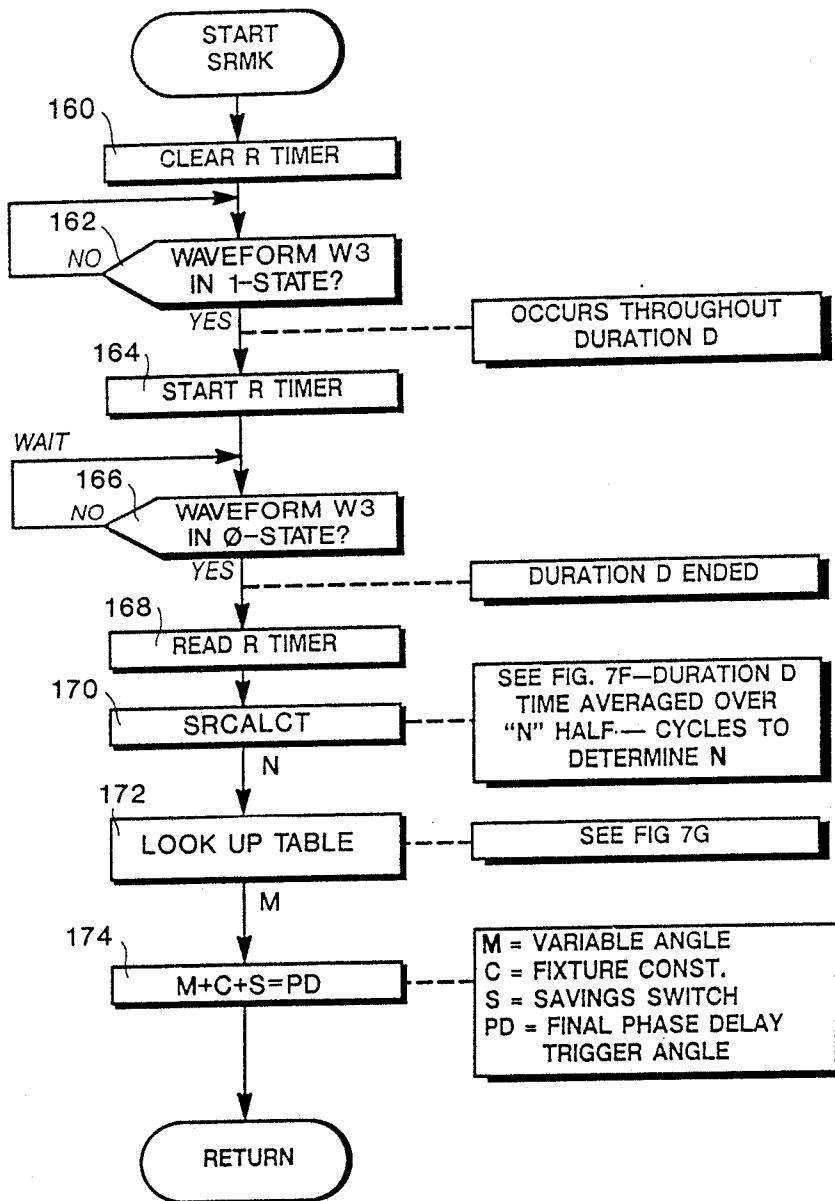 START
SRMK
160
CLEAR R TIMER
162
NO
WAVEFORM W3
IN 1-STATE?
YES
OCCURS THROUGHOUT
DURATION D
164
START R TIMER
WAIT
166
NO
WAVEFORM W3
IN Ø-STATE?
YES
DURATION D ENDED
168
READ R TIMER
170
SRCALCT
SEE FIG. 7F—DURATION D
TIME AVERAGED OVER
“N” HALF-— CYCLES TO
DETERMINE N
N
172
LOOK UP TABLE
SEE FIG 7G
M
174
M+C+S=PD
M = VARIABLE ANGLE
C = FIXTURE CONST.
S = SAVINGS SWITCH
PD = FINAL PHASE DELAY
TRIGGER ANGLE
RETURN